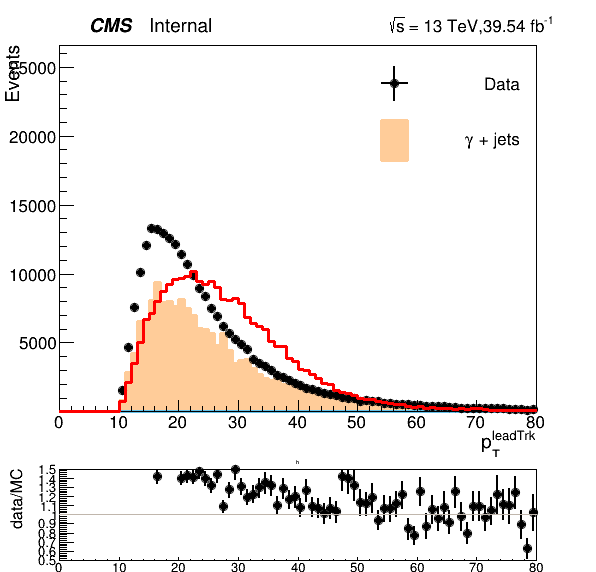 CMS Internal √s = 13 TeV,39.54 fb⁻¹
Events
25000
20000
15000
10000
5000
Data
γ + jets
0 10 20 30 40 50 60 70 80
p_T^leadTrk
h
data/MC
1.5
1.4
1.3
1.2
1.1
1
0.9
0.8
0.7
0.6
0.5
0 10 20 30 40 50 60 70 80